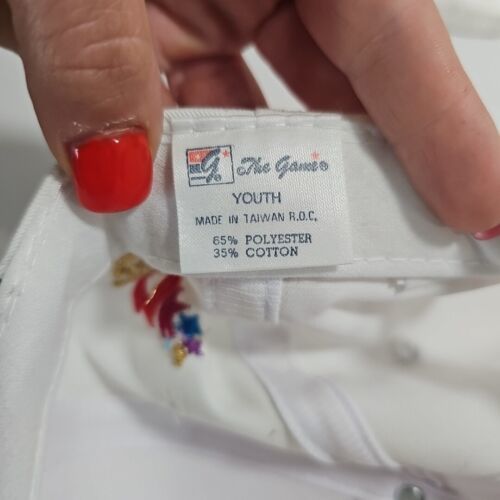 G The Game®
YOUTH
MADE IN TAIWAN R.O.C.
65% POLYESTER
35% COTTON